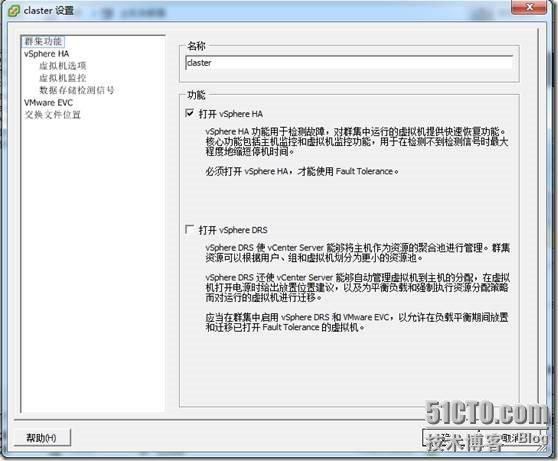 claster 设置
群集功能
vSphere HA
虚拟机选项
虚拟机监控
数据存储检测信号
VMware EVC
交换文件位置
名称
claster
功能
打开 vSphere HA
vSphere HA 功能用于检测故障，对群集中运行的虚拟机提供快速恢复功能。
核心功能包括主机监控和虚拟机监控功能，用于在检测不到检测信号时最大
程度地缩短停机时间。
必须打开 vSphere HA，才能使用 Fault Tolerance。
打开 vSphere DRS
vSphere DRS 使 vCenter Server 能够将主机作为资源的聚合池进行管理。群集
资源可以根据用户、组和虚拟机划分为更小的资源池。
vSphere DRS 还使 vCenter Server 能够自动管理虚拟机到主机的分配，在虚拟
机打开电源时给出放置位置建议，以及为平衡负载和强制执行资源分配策略
而对运行的虚拟机进行迁移。
应当在群集中启用 vSphere DRS 和 VMware EVC，以允许在负载平衡期间放置
和迁移已打开 Fault Tolerance 的虚拟机。
帮助(H)
取消
51CTO.com
技术博客 Blog